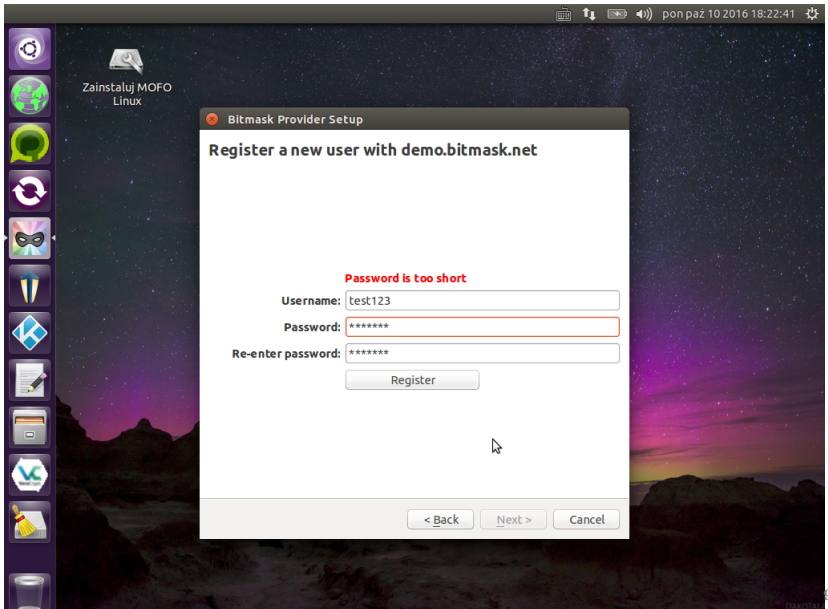 pon paź 10 2016 18:22:41
Zainstaluj MOFO
Linux
Bitmask Provider Setup
Register a new user with demo.bitmask.net
Password is too short
Username: test123
Password: *******
Re-enter password: *******
Register
< Back Next > Cancel
VC